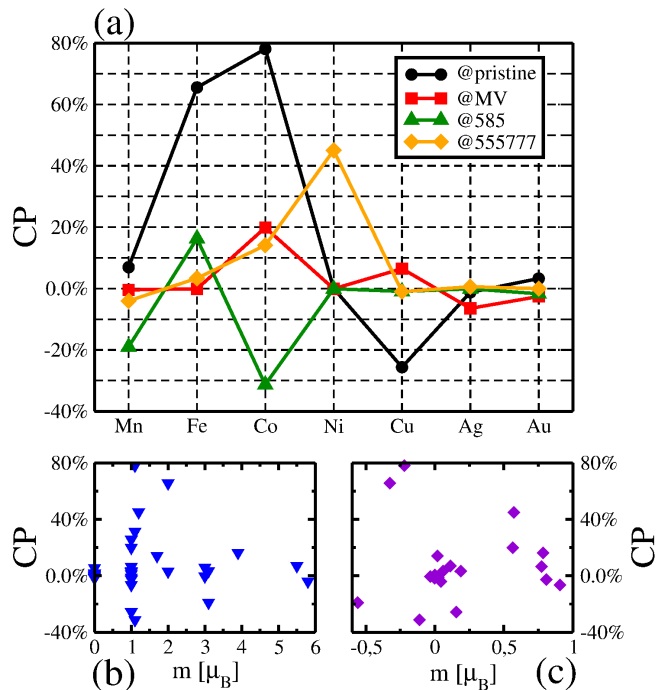 (a)
80%
60%
40%
20%
0.0%
-20%
-40%
CP
@pristine
@MV
@585
@555777
Mn Fe Co Ni Cu Ag Au
80%
40%
0.0%
-40%
CP
0 1 2 3 4 5 6
m [μB]
(b)
80%
40%
0.0%
-40%
CP
-0,5 0 0,5 1
m [μB]
(c)